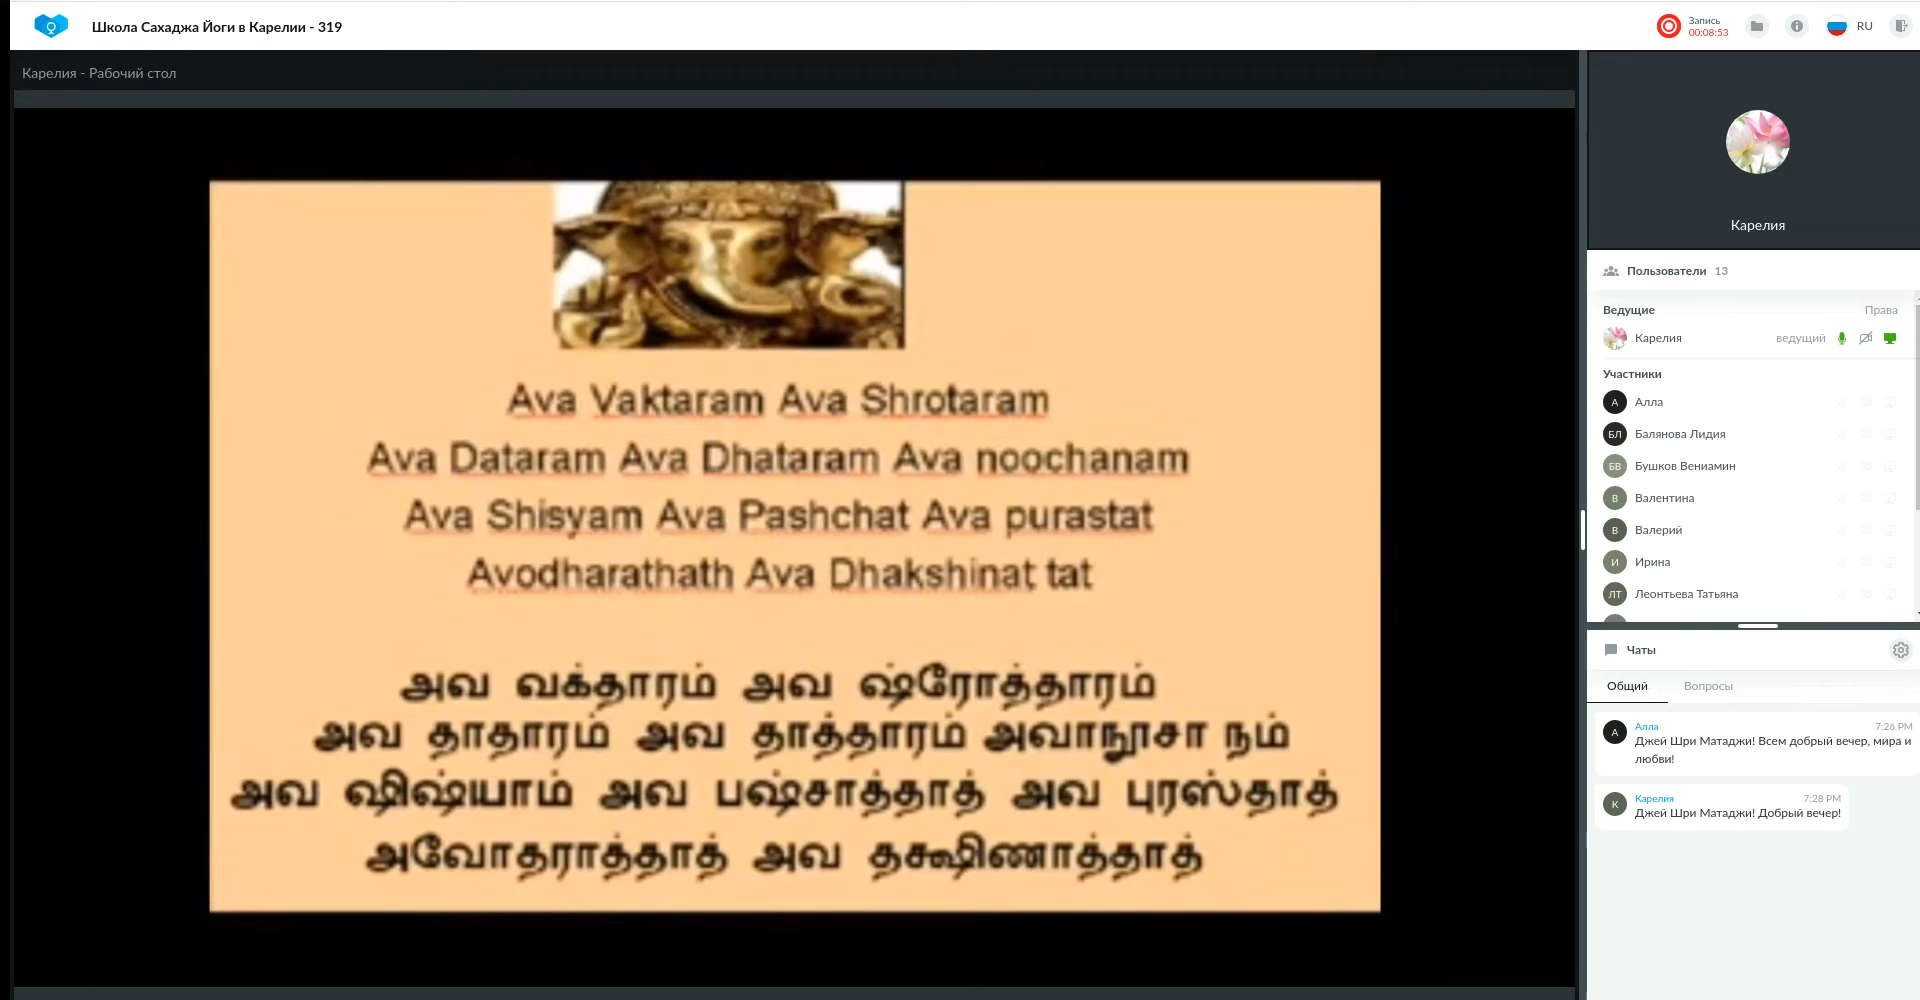 Школа Сахаджа Йоги в Карелии - 319
Запись
00:08:53
RU
Карелия - Рабочий стол
Ava Vaktaram Ava Shrotaram
Ava Dataram Ava Dhataram Ava noochanam
Ava Shisyam Ava Pashchat Ava purastat
Avodharathath Ava Dhakshinat tat
அவ வக்தாரம் அவ ஷ்ரோத்தாரம்
அவ தாதாரம் அவ தாத்தாரம் அவாநூசா நம்
அவ ஷிஷ்யாம் அவ பஷ்சாத்தாத் அவ புரஸ்தாத்
அவோதராத்தாத் அவ தக்ஷிணாத்தாத்
Карелия
Пользователи 13
Ведущие Права
Карелия ведущий
Участники
А Алла
БЛ Балянова Лидия
БВ Бушков Вениамин
В Валентина
В Валерий
И Ирина
ЛТ Леонтьева Татьяна
Чаты
Общий Вопросы
А Алла 7:26 PM
Джей Шри Матаджи! Всем добрый вечер, мира и
любви!
К Карелия 7:28 PM
Джей Шри Матаджи! Добрый вечер!